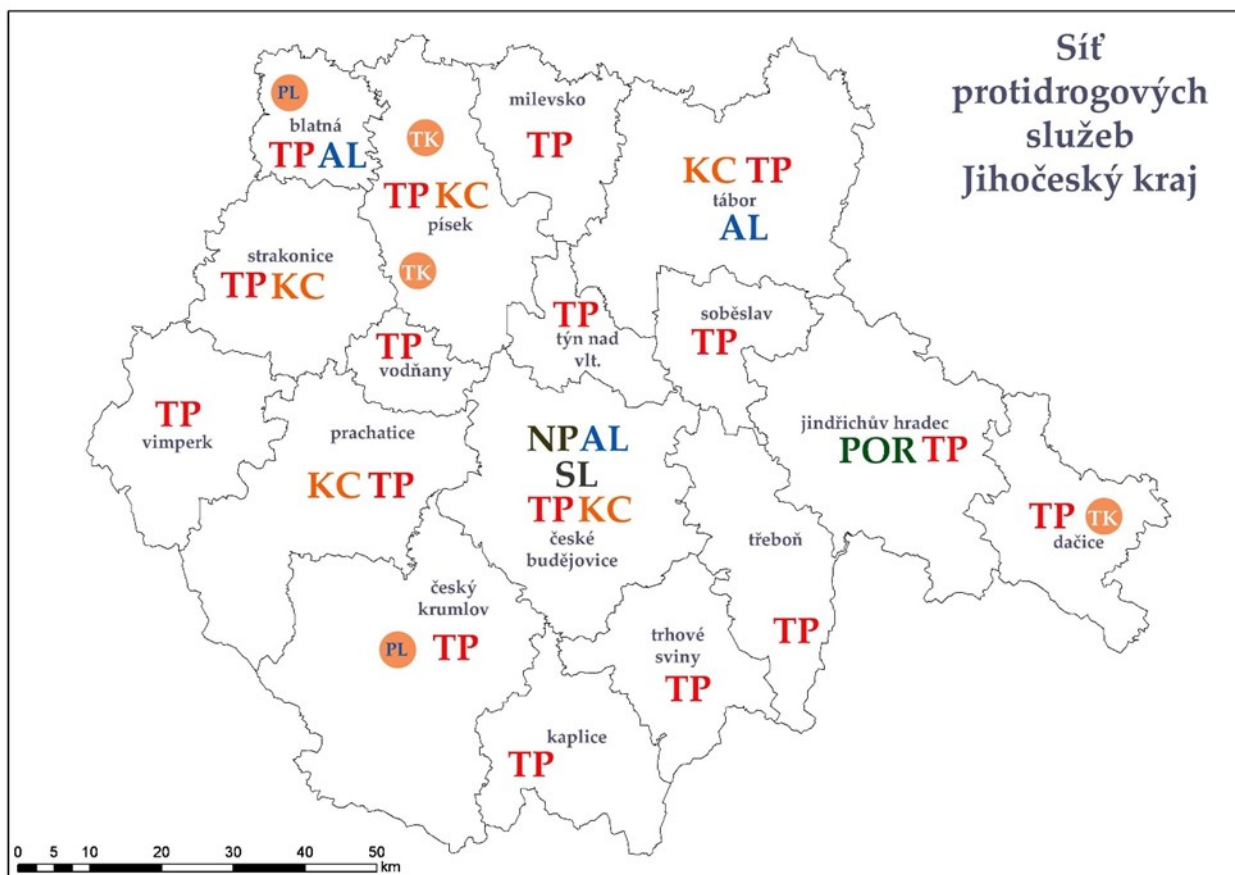 Síť
protidrogových
služeb
Jihočeský kraj
PL
blatná
TP AL
TK
TP KC
písek
TK
milevsko
TP
KC TP
tábor
AL
strakonice
TP KC
TP
vodňany
TP
týn nad
vlt.
soběslav
TP
TP
vimperk
prachatice
KC TP
NP AL
SL
TP KC
české
budějovice
jindřichův hradec
POR TP
TP TK
dačice
třeboň
TP
český
krumlov
PL TP
trhové
sviny
TP
kaplice
TP
0 5 10 20 30 40 50
km